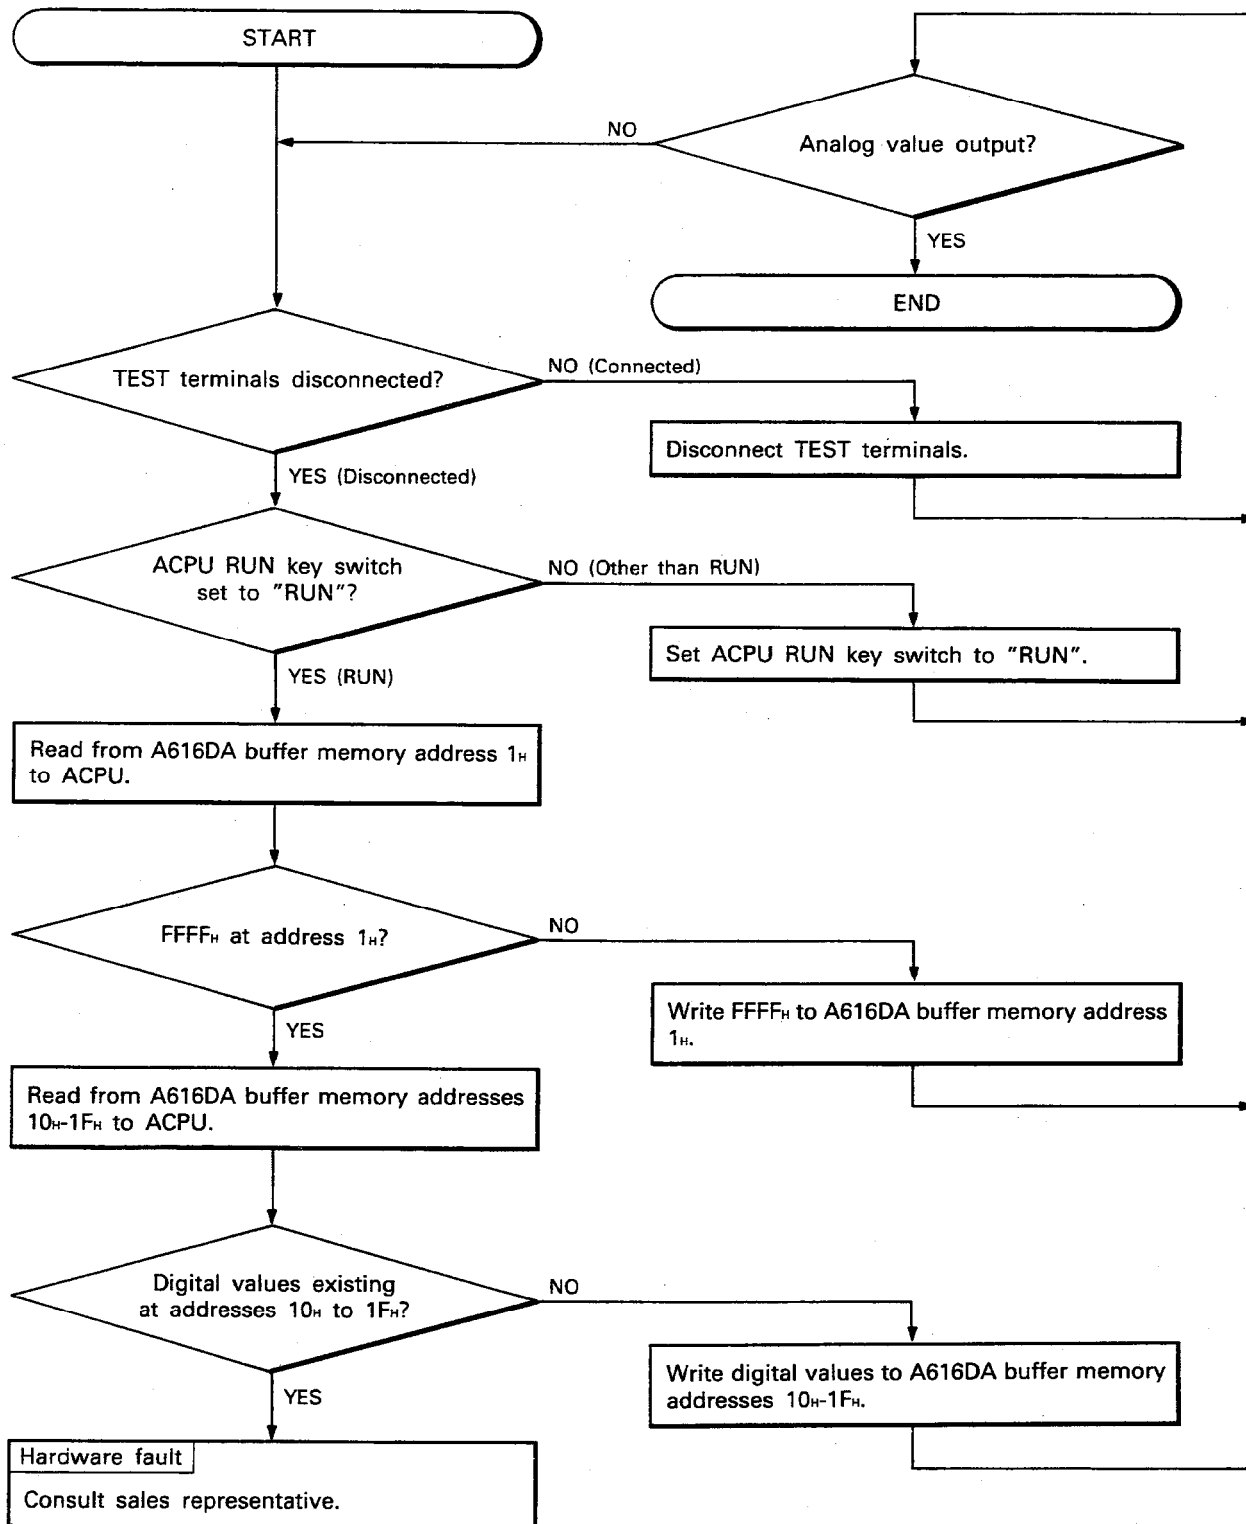 START
NO
Analog value output?
YES
END
TEST terminals disconnected?
NO (Connected)
Disconnect TEST terminals.
YES (Disconnected)
ACPU RUN key switch
set to "RUN"?
NO (Other than RUN)
Set ACPU RUN key switch to "RUN".
YES (RUN)
Read from A616DA buffer memory address 1H
to ACPU.
FFFFH at address 1H?
NO
Write FFFFH to A616DA buffer memory address
1H.
YES
Read from A616DA buffer memory addresses
10H-1FH to ACPU.
Digital values existing
at addresses 10H to 1FH?
NO
Write digital values to A616DA buffer memory
addresses 10H-1FH.
YES
Hardware fault
Consult sales representative.